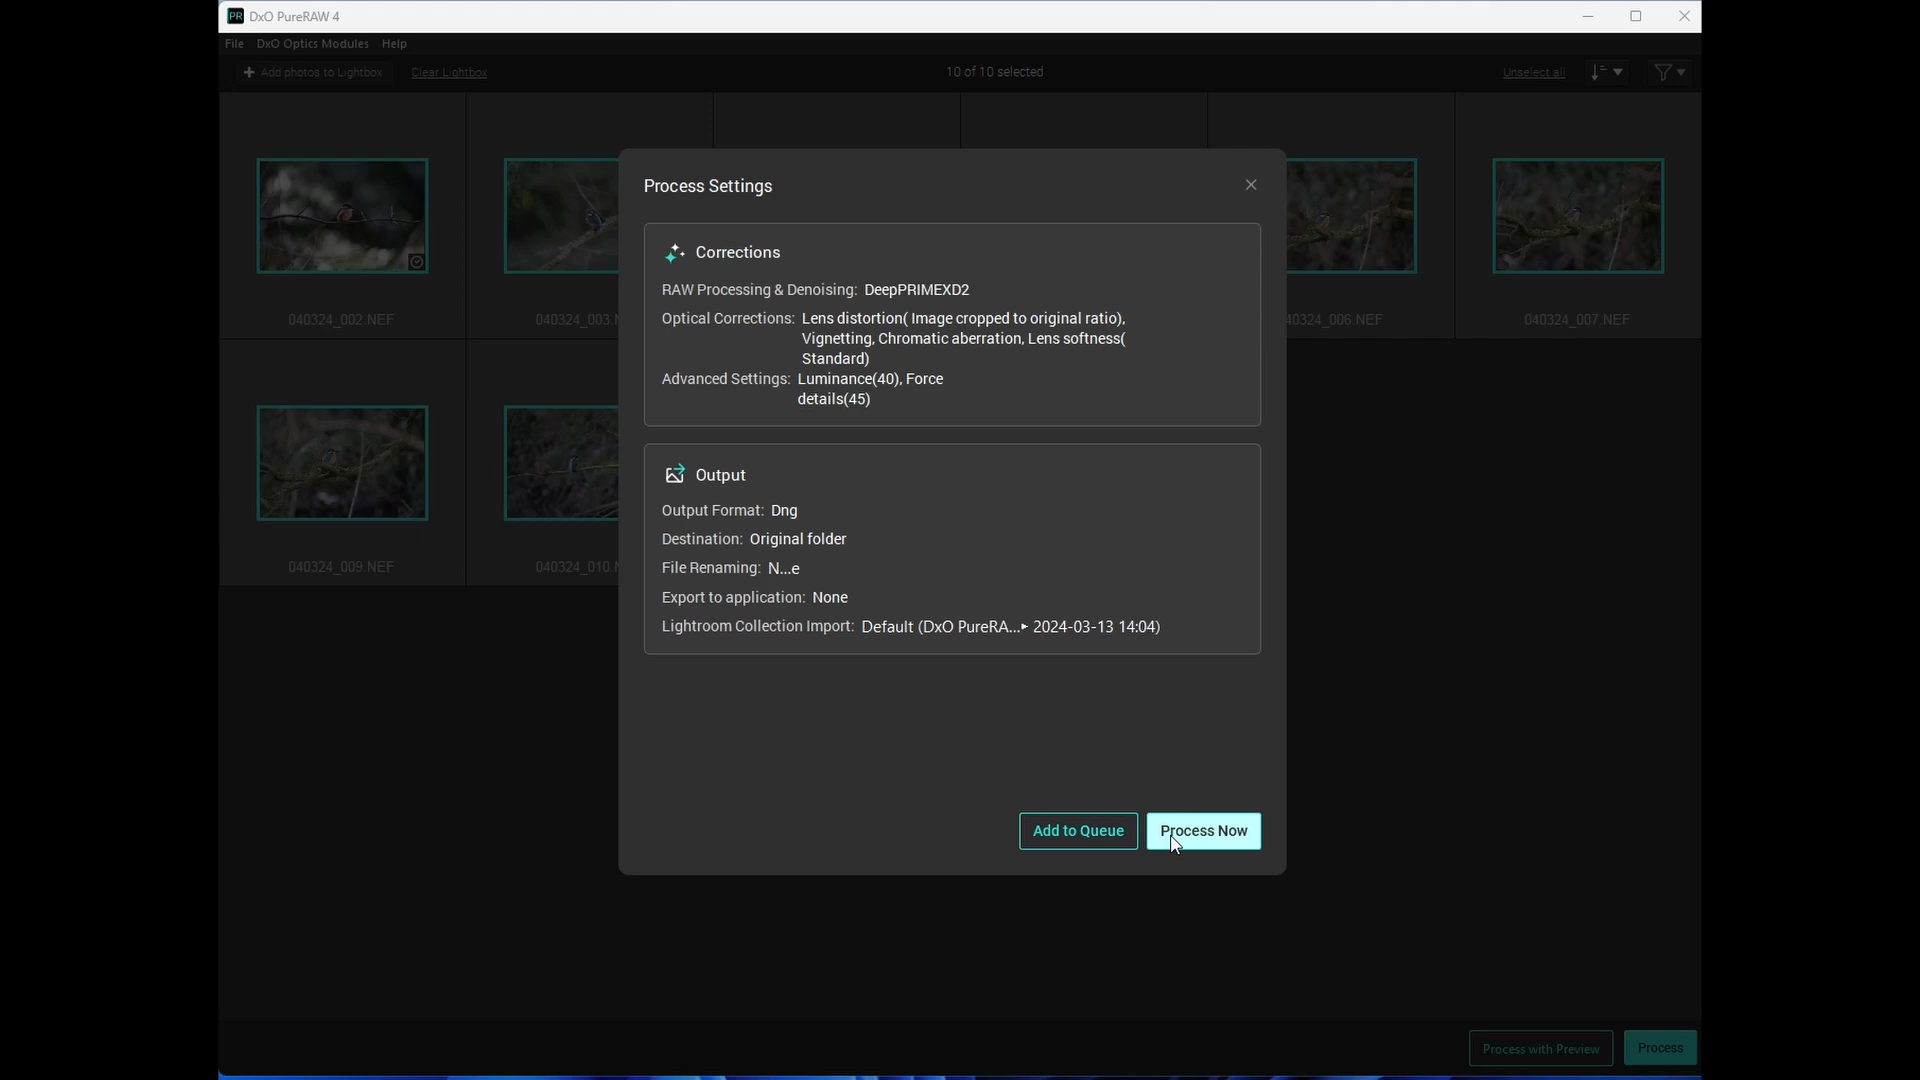 PR DxO PureRAW 4
File DxO Optics Modules Help
Add photos to Lightbox Clear Lightbox 10 of 10 selected Unselect all
Process Settings
Corrections
RAW Processing & Denoising: DeepPRIMEXD2
Optical Corrections: Lens distortion( Image cropped to original ratio),
Vignetting, Chromatic aberration, Lens softness(
Standard)
Advanced Settings: Luminance(40), Force
details(45)
Output
Output Format: Dng
Destination: Original folder
File Renaming: N...e
Export to application: None
Lightroom Collection Import: Default (DxO PureRA...▸ 2024-03-13 14:04)
Add to Queue Process Now
040324_002.NEF 040324_003.N 40324_006.NEF 040324_007.NEF
040324_009.NEF 040324_010.N
Process with Preview Process